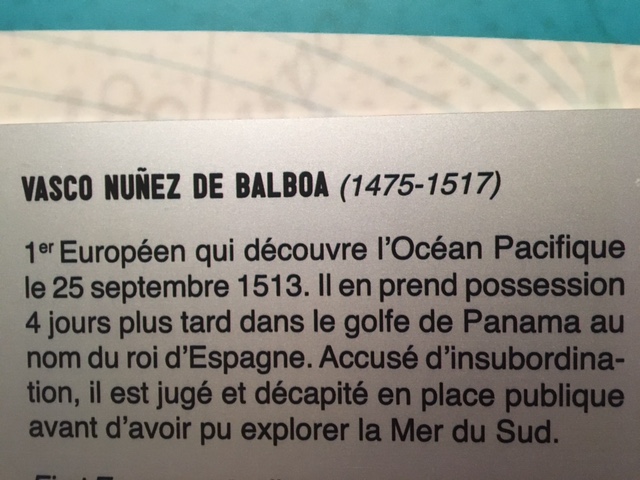 VASCO NUÑEZ DE BALBOA (1475-1517)
1er Européen qui découvre l'Océan Pacifique
le 25 septembre 1513. Il en prend possession
4 jours plus tard dans le golfe de Panama au
nom du roi d'Espagne. Accusé d'insubordina-
tion, il est jugé et décapité en place publique
avant d'avoir pu explorer la Mer du Sud.
First